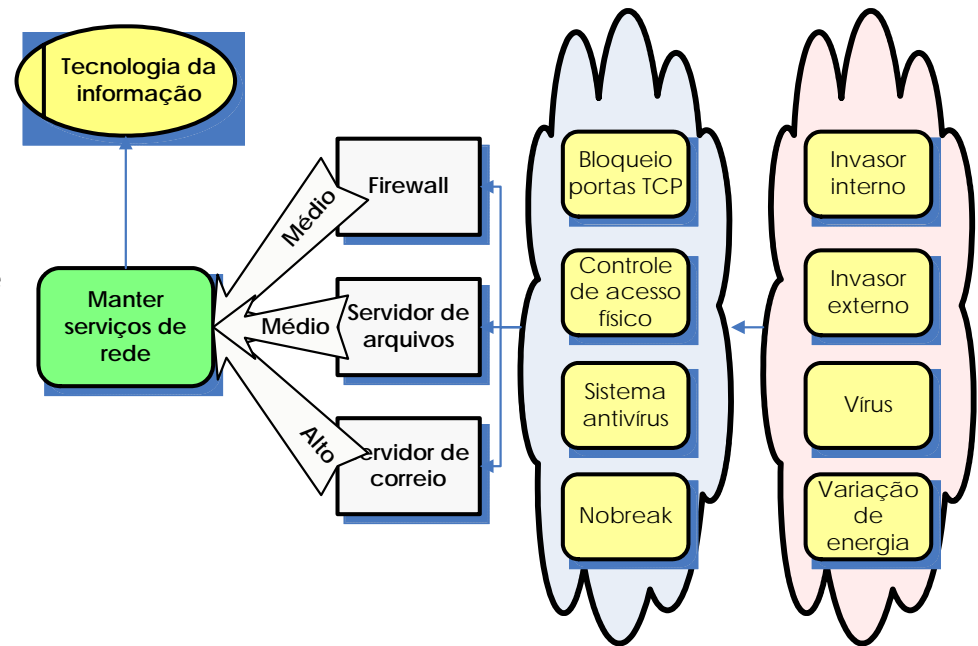 Tecnologia da
informação
Manter
serviços de
rede
Médio
Médio
Alto
Firewall
Servidor de
arquivos
ervidor de
correio
Bloqueio
portas TCP
Controle
de acesso
físico
Sistema
antivírus
Nobreak
Invasor
interno
Invasor
externo
Vírus
Variação
de
energia